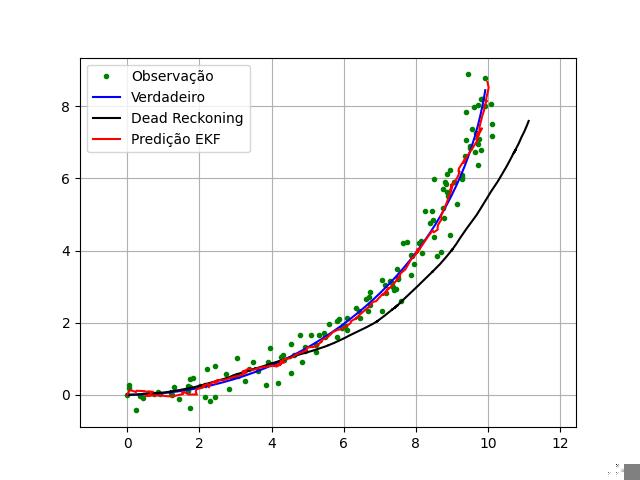 Observação
Verdadeiro
Dead Reckoning
Predição EKF
8
6
4
2
0
0 2 4 6 8 10 12